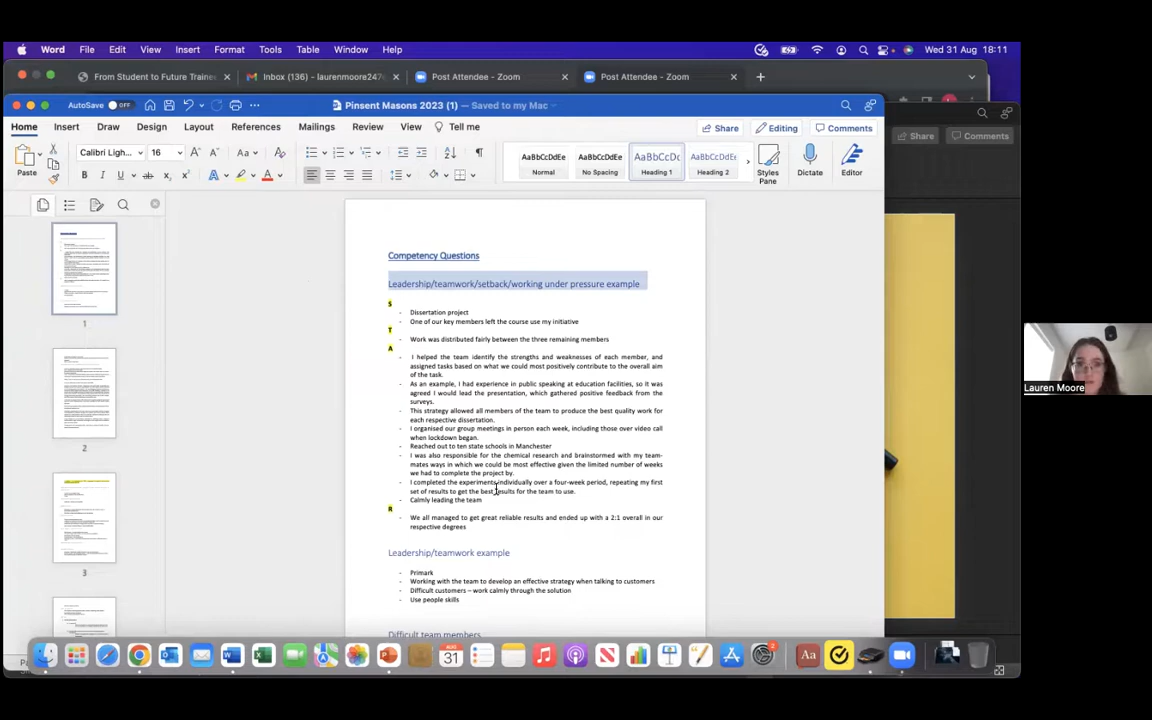 Word File Edit View Insert Format Tools Table Window Help Wed 31 Aug 18:11
From Student to Future Traine Inbox (136) - laurenmoore247 Post Attendee - Zoom Post Attendee - Zoom
AutoSave OFF Pinsent Masons 2023 (1) — Saved to my Mac
Home Insert Draw Design Layout References Mailings Review View Tell me Share Editing Comments
Share Comments
Calibri Ligh... 16
Paste
AaBbCcDdEe AaBbCcDdEe AaBbCcDc AaBbCcDdEe
Normal No Spacing Heading 1 Heading 2 Styles Pane Dictate Editor
Competency Questions
Leadership/teamwork/setback/working under pressure example
S
- Dissertation project
- One of our key members left the course use my initiative
T
- Work was distributed fairly between the three remaining members
A
- I helped the team identify the strengths and weaknesses of each member, and
assigned tasks based on what we could most positively contribute to the overall aim
of the task.
- As an example, I had experience in public speaking at education facilities, so it was
agreed I would lead the presentation, which gathered positive feedback from the
surveys.
- This strategy allowed all members of the team to produce the best quality work for
each respective dissertation.
- I organised our group meetings in person each week, including those over video call
when lockdown began.
- Reached out to ten state schools in Manchester
- I was also responsible for the chemical research and brainstormed with my team-
mates ways in which we could be most effective given the limited number of weeks
we had to complete the project by.
- I completed the experiments individually over a four-week period, repeating my first
set of results to get the best results for the team to use.
- Calmly leading the team
R
- We all managed to get great reliable results and ended up with a 2:1 overall in our
respective degrees
Leadership/teamwork example
- Primark
- Working with the team to develop an effective strategy when talking to customers
- Difficult customers – work calmly through the solution
- Use people skills
Difficult team members
1
2
3
Lauren Moore